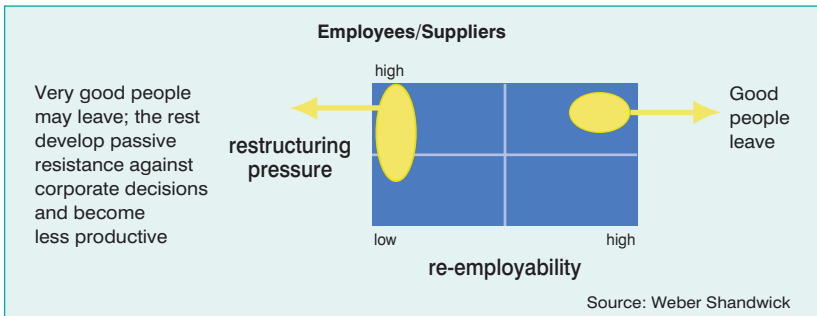 Employees/Suppliers
Very good people
may leave; the rest
develop passive
resistance against
corporate decisions
and become
less productive
high
restructuring
pressure
Good
people
leave
low
high
re-employability
Source: Weber Shandwick